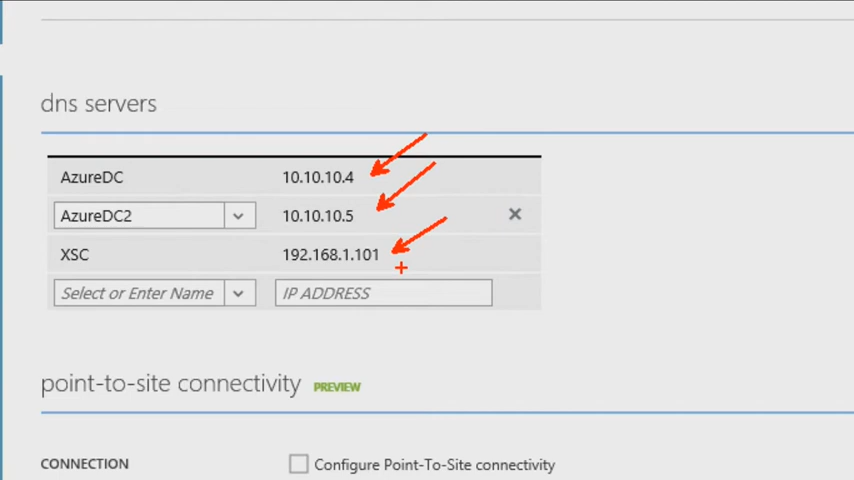 dns servers
AzureDC 10.10.10.4
AzureDC2 10.10.10.5
XSC 192.168.1.101
Select or Enter Name IP ADDRESS
point-to-site connectivity PREVIEW
CONNECTION Configure Point-To-Site connectivity